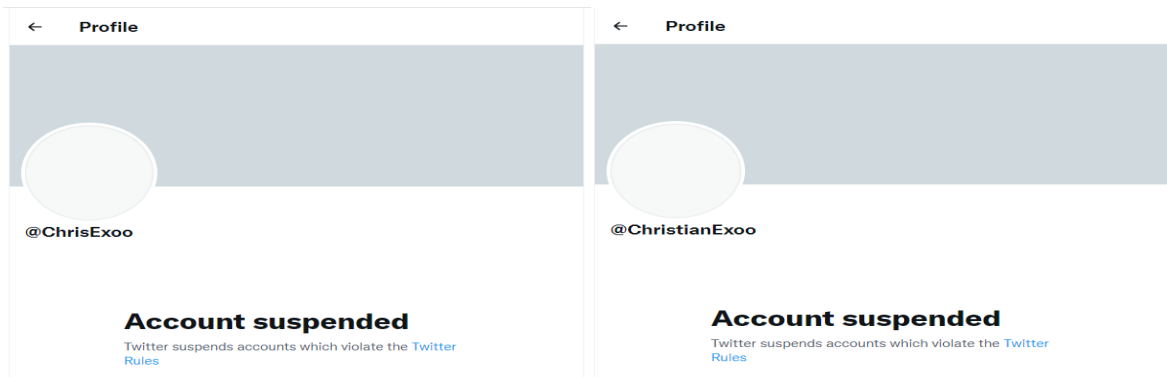 ← Profile
@ChrisExoo
Account suspended
Twitter suspends accounts which violate the Twitter
Rules
← Profile
@ChristianExoo
Account suspended
Twitter suspends accounts which violate the Twitter
Rules